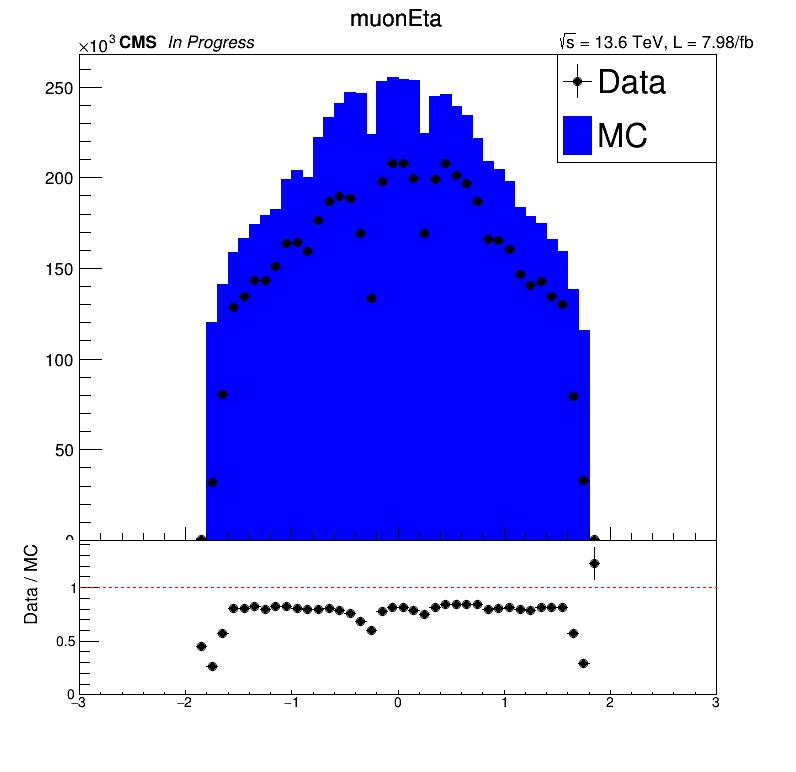 muonEta
×10³ CMS In Progress √s = 13.6 TeV, L = 7.98/fb
Data
MC
250
200
150
100
50
0
Data / MC
1
0.5
0
−3 −2 −1 0 1 2 3